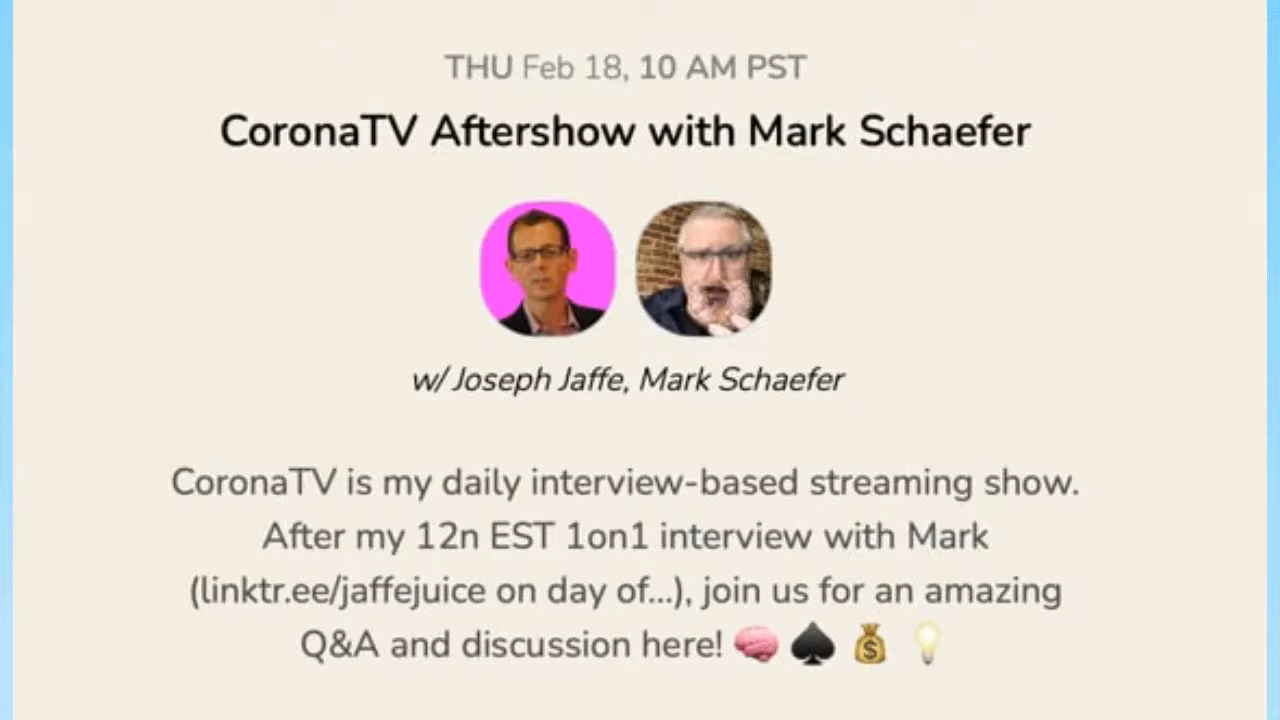 THU Feb 18, 10 AM PST
CoronaTV Aftershow with Mark Schaefer
w/ Joseph Jaffe, Mark Schaefer
CoronaTV is my daily interview-based streaming show.
After my 12n EST 1on1 interview with Mark
(linktr.ee/jaffejuice on day of...), join us for an amazing
Q&A and discussion here! 🧠 ♠️ 💰 💡